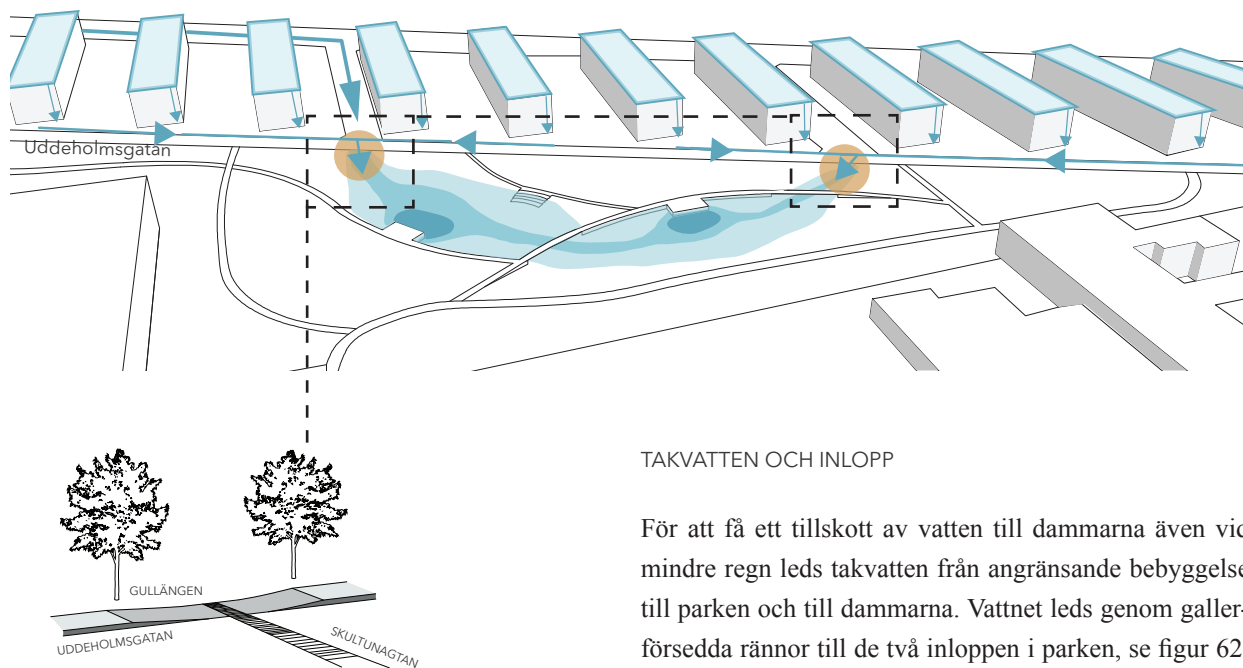 Uddeholmsgatan
TAKVATTEN OCH INLOPP
För att få ett tillskott av vatten till dammarna även vid
mindre regn leds takvatten från angränsande bebyggelse
till parken och till dammarna. Vattnet leds genom galler-
försedda rännor till de två inloppen i parken, se figur 62.
GULLÄNGEN
UDDEHOLMSGATAN
SKULTUNAGTAN